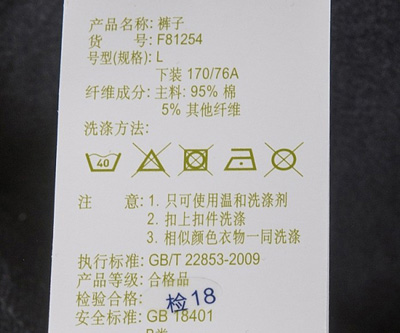 产品名称: 裤子
货 号: F81254
号型(规格): L
下装 170/76A
纤维成分: 主料: 95% 棉
5% 其他纤维
洗涤方法:
40
注 意: 1. 只可使用温和洗涤剂
2. 扣上扣件洗涤
3. 相似颜色衣物一同洗涤
执行标准: GB/T 22853-2009
产品等级: 合格品
检验合格: 检18
安全标准: GB 18401
B类